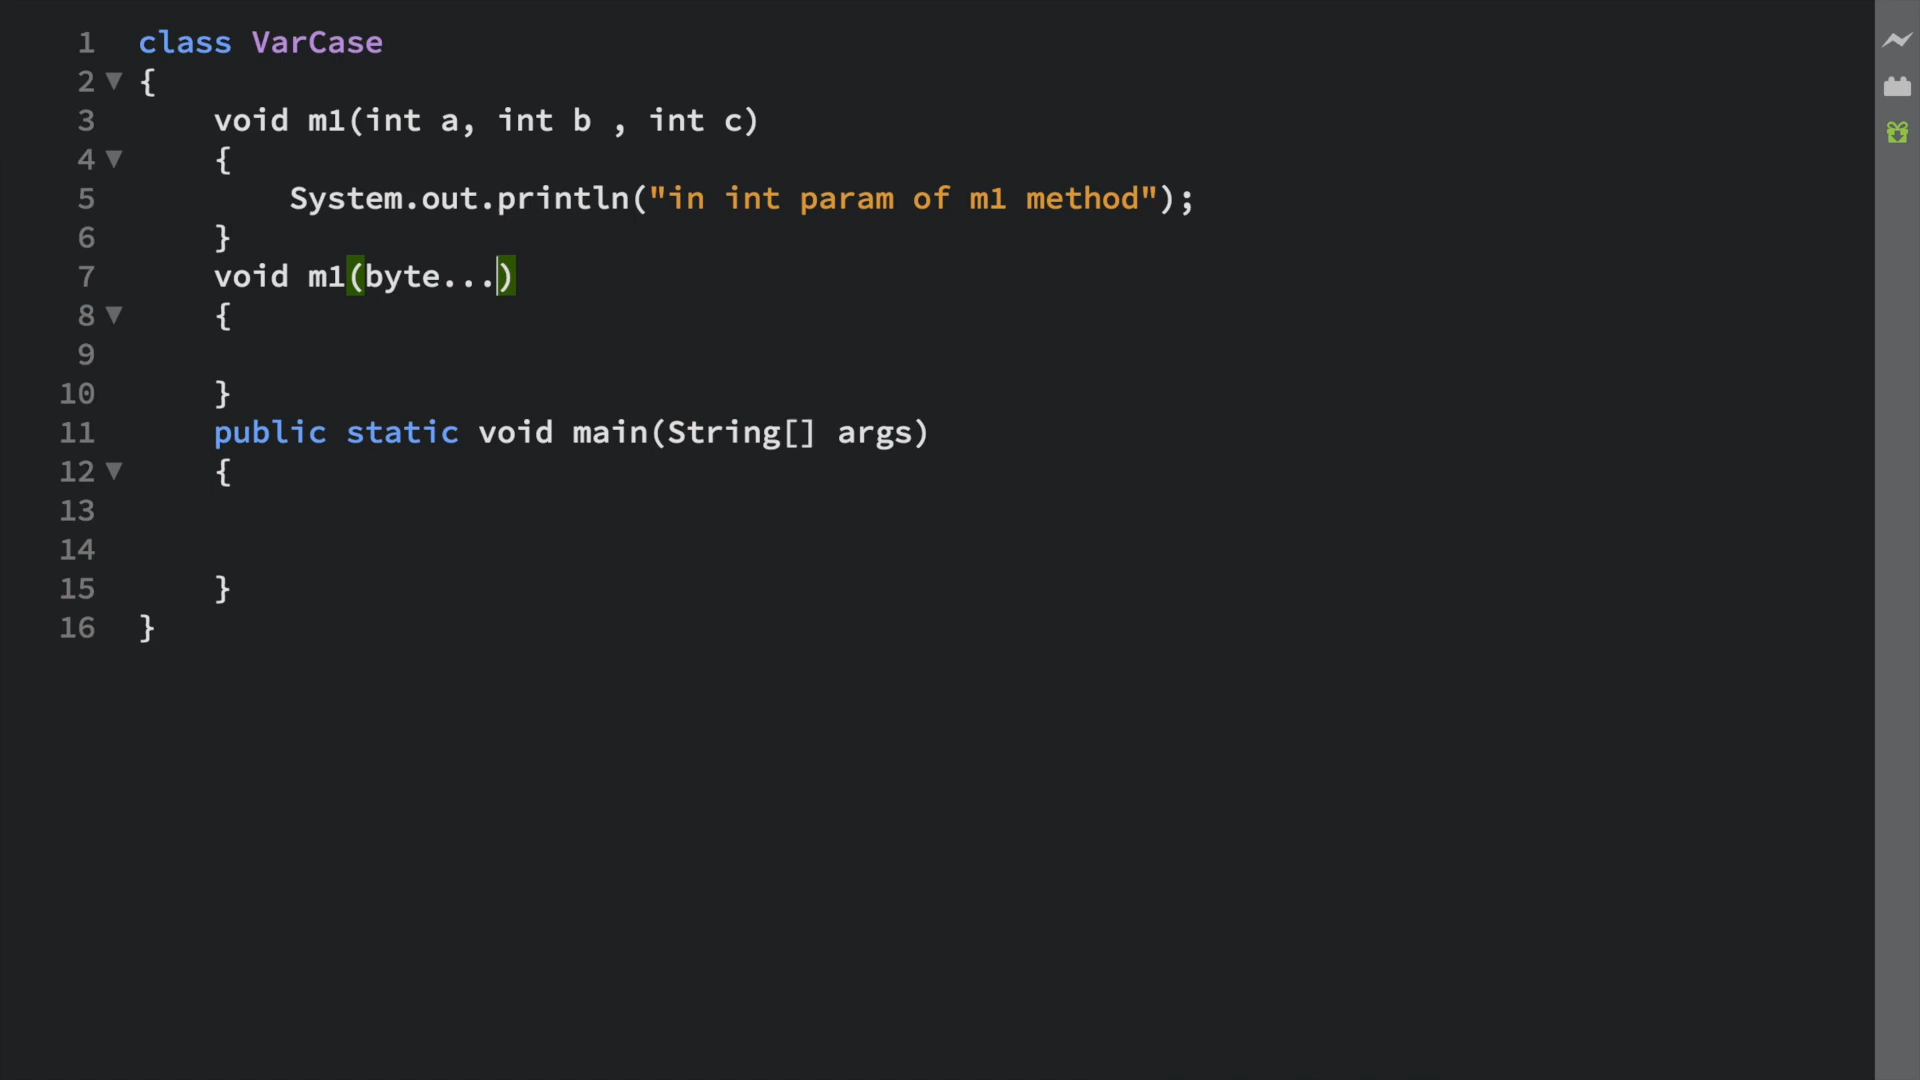 1 class VarCase
2 {
3 void m1(int a, int b , int c)
4 {
5 System.out.println("in int param of m1 method");
6 }
7 void m1(byte...)
8 {
9
10 }
11 public static void main(String[] args)
12 {
13
14
15 }
16 }